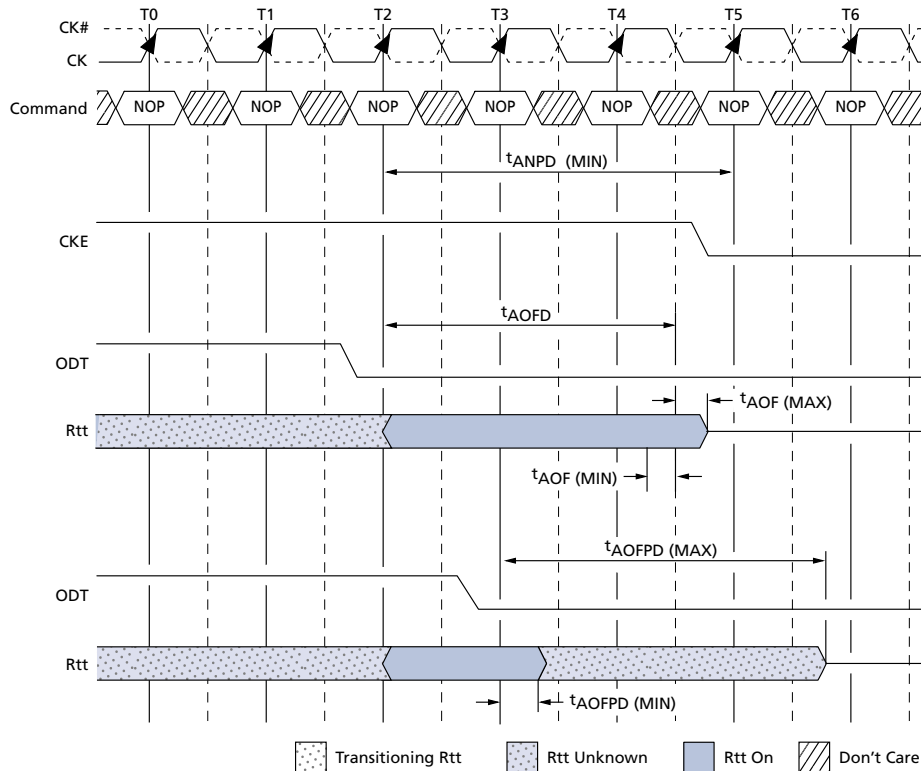 T0 T1 T2 T3 T4 T5 T6
CK#
CK
Command NOP NOP NOP NOP NOP NOP NOP
tANPD (MIN)
CKE
tAOFD
ODT
tAOF (MAX)
Rtt
tAOF (MIN)
tAOFPD (MAX)
ODT
Rtt
tAOFPD (MIN)
Transitioning Rtt Rtt Unknown Rtt On Don't Care